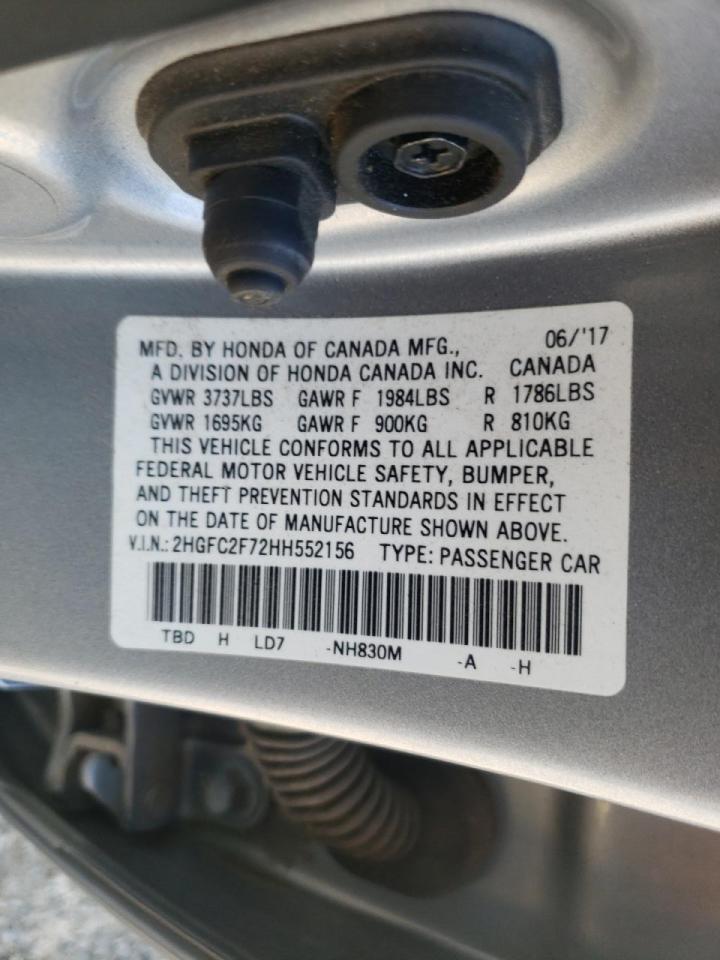 MFD. BY HONDA OF CANADA MFG., 06/'17
A DIVISION OF HONDA CANADA INC. CANADA
GVWR 3737LBS GAWR F 1984LBS R 1786LBS
GVWR 1695KG GAWR F 900KG R 810KG
THIS VEHICLE CONFORMS TO ALL APPLICABLE
FEDERAL MOTOR VEHICLE SAFETY, BUMPER,
AND THEFT PREVENTION STANDARDS IN EFFECT
ON THE DATE OF MANUFACTURE SHOWN ABOVE.
V.I.N.: 2HGFC2F72HH552156 TYPE: PASSENGER CAR
TBD H LD7 -NH830M -A -H